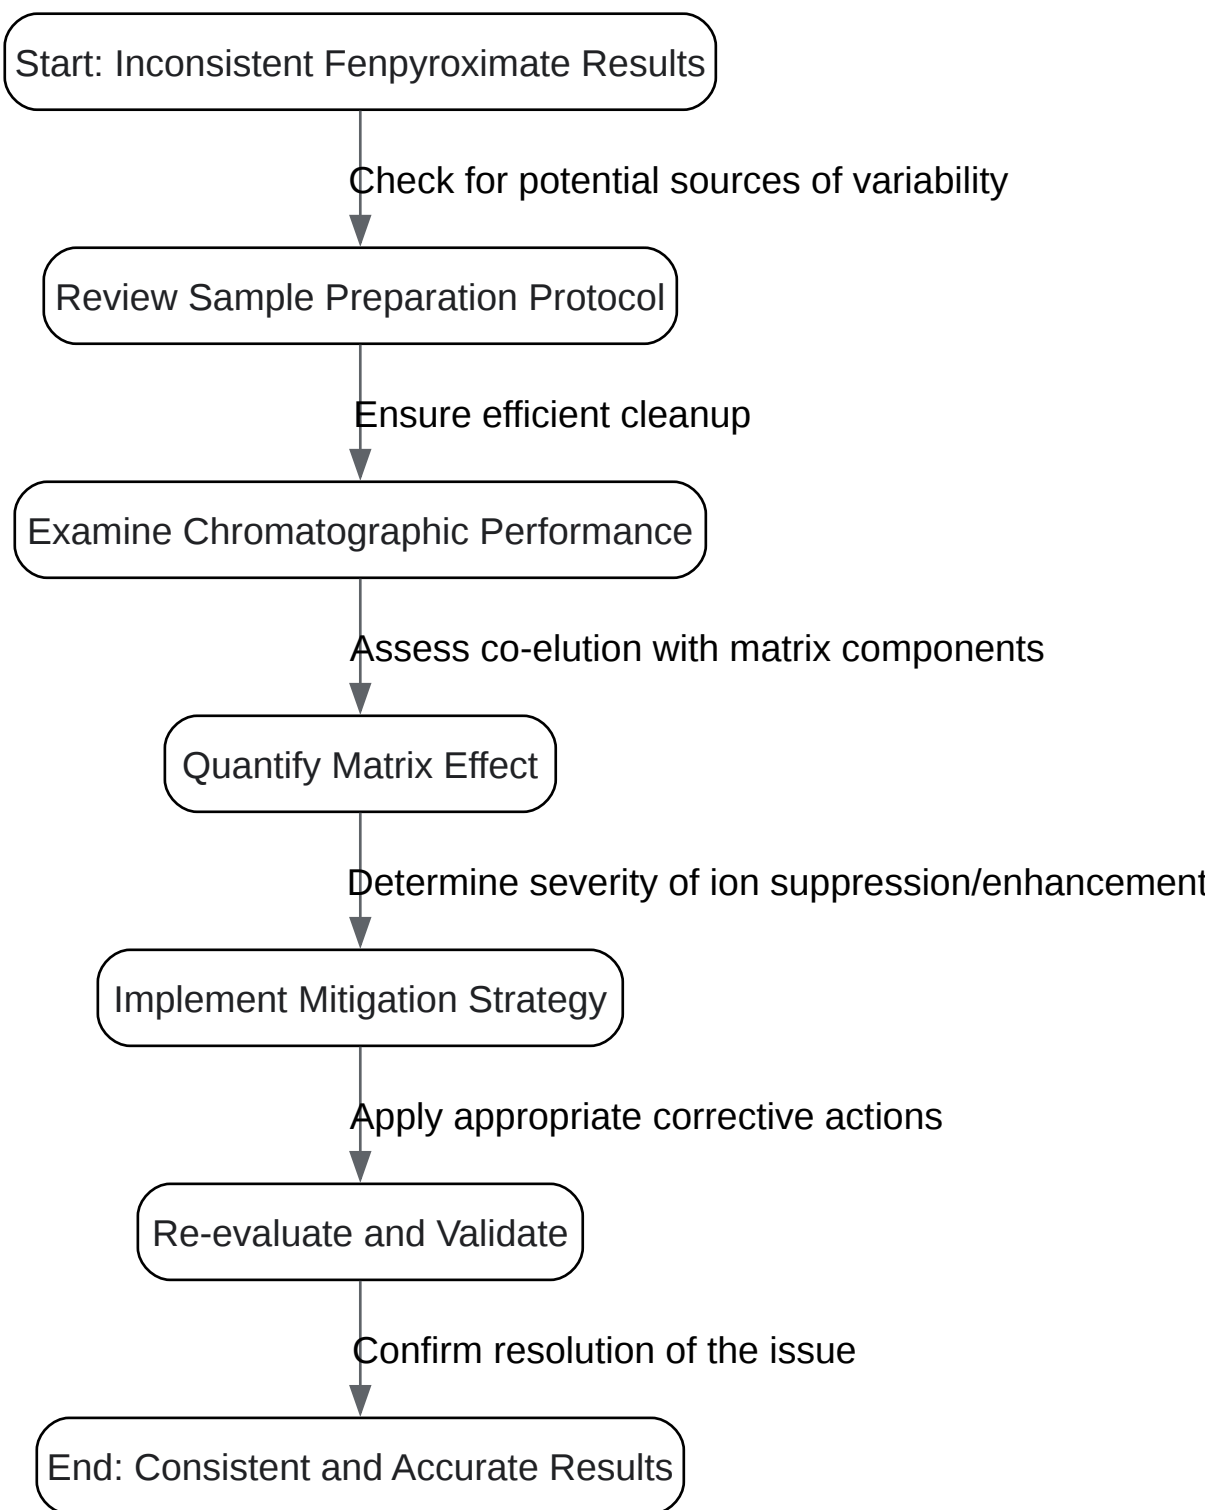 Start: Inconsistent Fenpyroximate Results
Check for potential sources of variability
Review Sample Preparation Protocol
Ensure efficient cleanup
Examine Chromatographic Performance
Assess co-elution with matrix components
Quantify Matrix Effect
Determine severity of ion suppression/enhancement
Implement Mitigation Strategy
Apply appropriate corrective actions
Re-evaluate and Validate
Confirm resolution of the issue
End: Consistent and Accurate Results